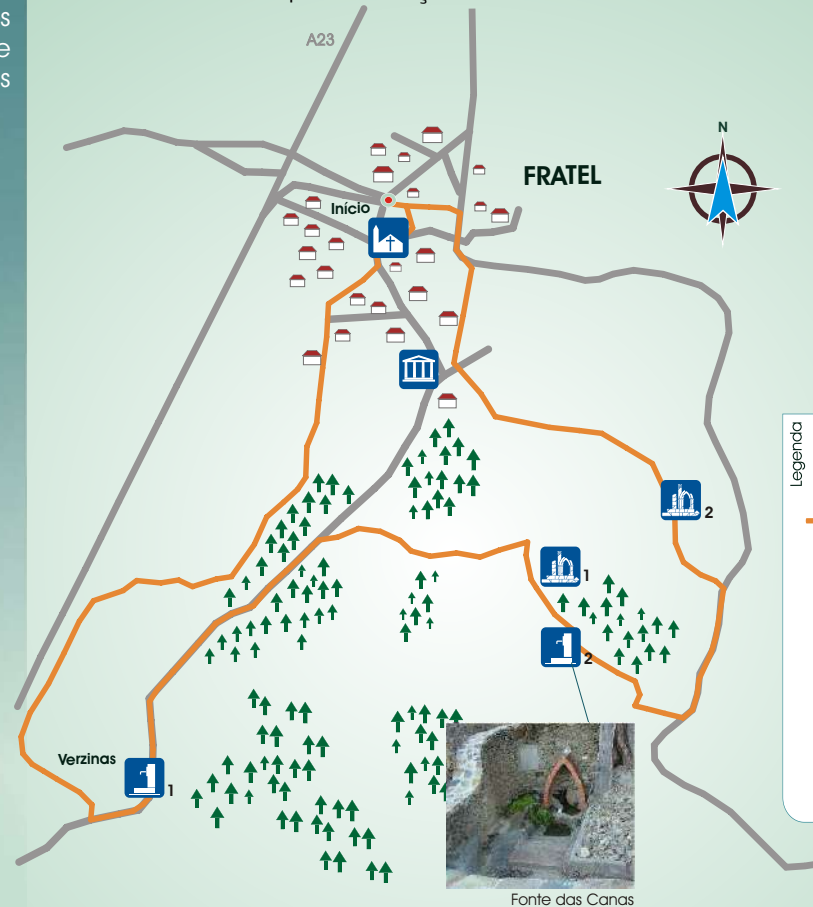 s
e
s
A23
N
FRATEL
Início
Legenda
2
1
2
Verzinas
1
Fonte das Canas